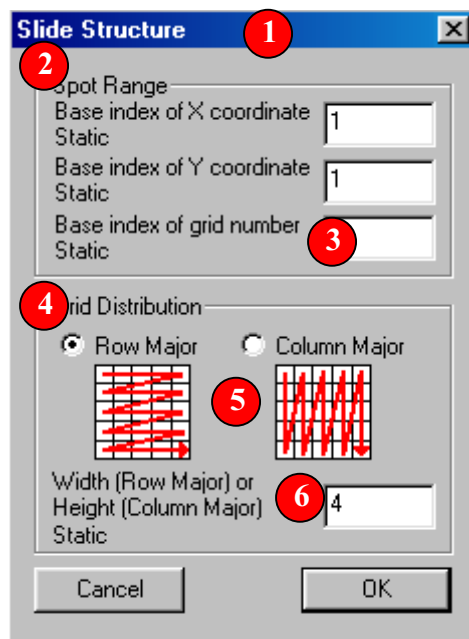 Slide Structure 1
2
Spot Range
Base index of X coordinate
Static
1
Base index of Y coordinate
Static
1
Base index of grid number
Static
3
4
rid Distribution
Row Major
Column Major
5
Width (Row Major) or
Height (Column Major)
Static
6
4
Cancel
OK